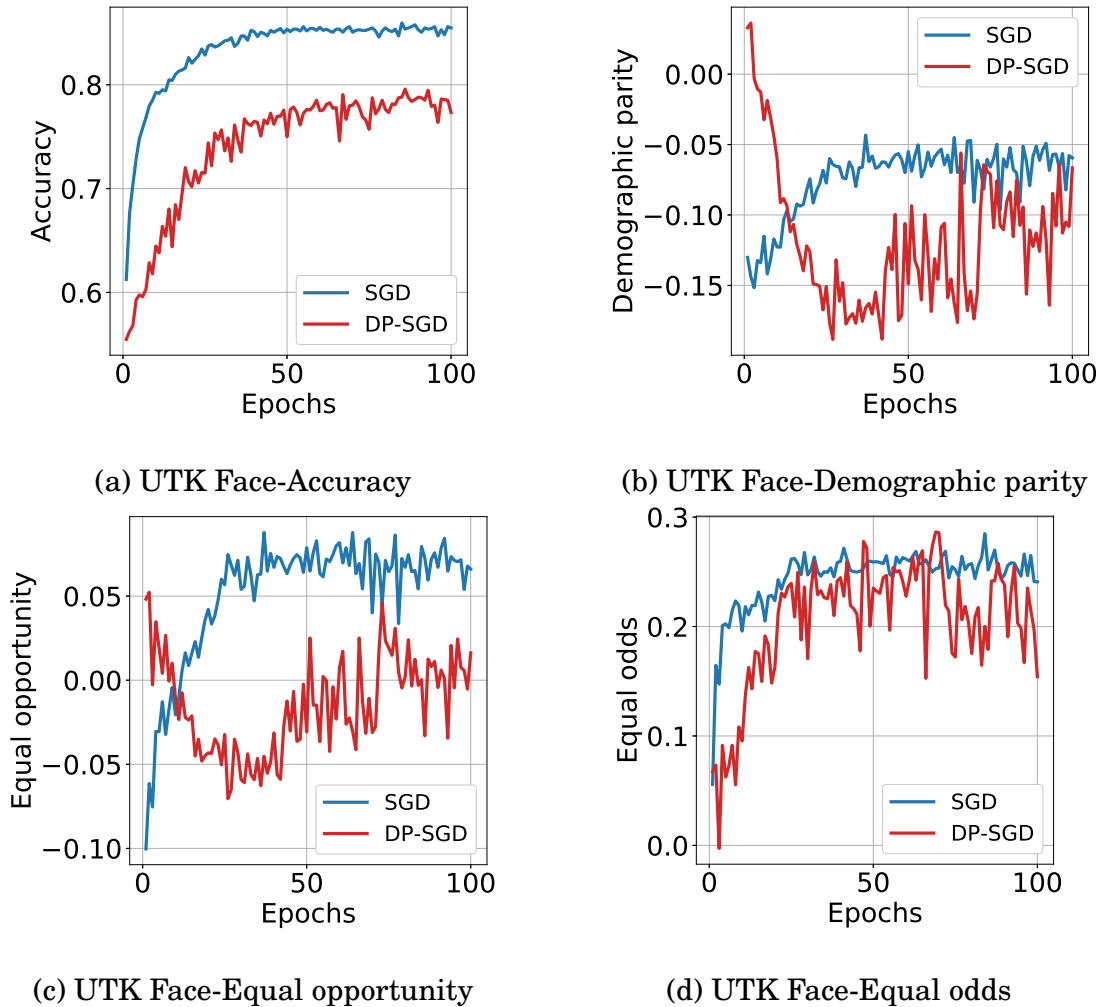 0.8
0.7
0.6
Accuracy
SGD
DP-SGD
0 50 100
Epochs
(a) UTK Face-Accuracy
0.00
−0.05
−0.10
−0.15
Demographic parity
SGD
DP-SGD
0 50 100
Epochs
(b) UTK Face-Demographic parity
0.05
0.00
−0.05
−0.10
Equal opportunity
SGD
DP-SGD
0 50 100
Epochs
(c) UTK Face-Equal opportunity
0.3
0.2
0.1
0.0
Equal odds
SGD
DP-SGD
0 50 100
Epochs
(d) UTK Face-Equal odds